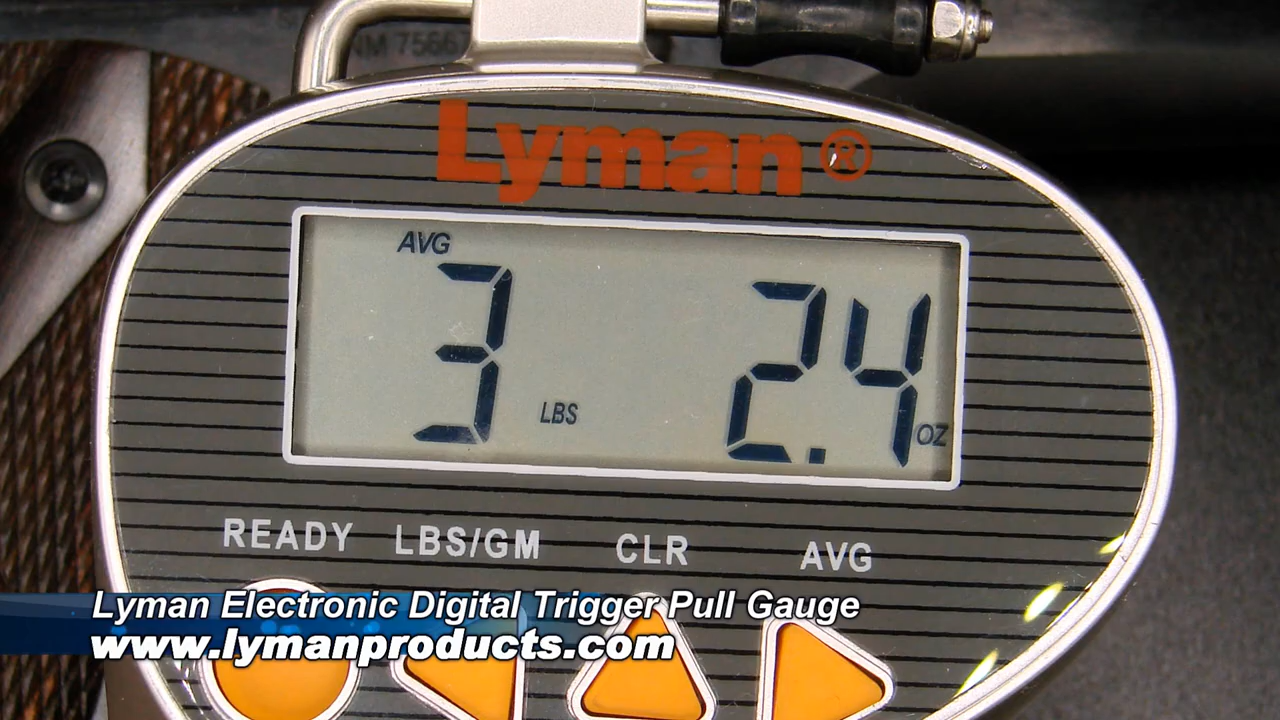 Lyman®
AVG
3 LBS 2.4 OZ
READY LBS/GM CLR AVG
Lyman Electronic Digital Trigger Pull Gauge
www.lymanproducts.com